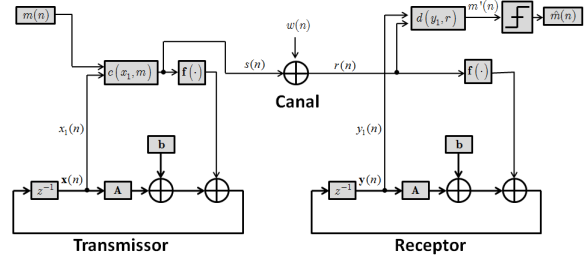 m(n)
w(n)
d(y₁,r)
m'(n)
m̂(n)
c(x₁,m)
f(·)
s(n)
r(n)
f(·)
Canal
x₁(n)
y₁(n)
b
b
z⁻¹
x(n)
A
z⁻¹
y(n)
A
Transmissor
Receptor